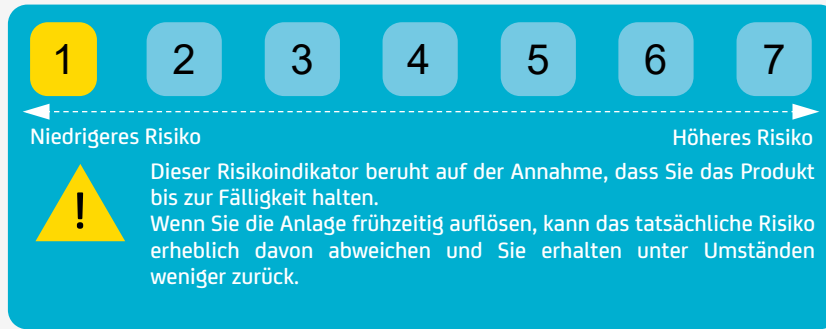 1 2 3 4 5 6 7
Niedrigeres Risiko Höheres Risiko
!
Dieser Risikoindikator beruht auf der Annahme, dass Sie das Produkt
bis zur Fälligkeit halten.
Wenn Sie die Anlage frühzeitig auflösen, kann das tatsächliche Risiko
erheblich davon abweichen und Sie erhalten unter Umständen
weniger zurück.